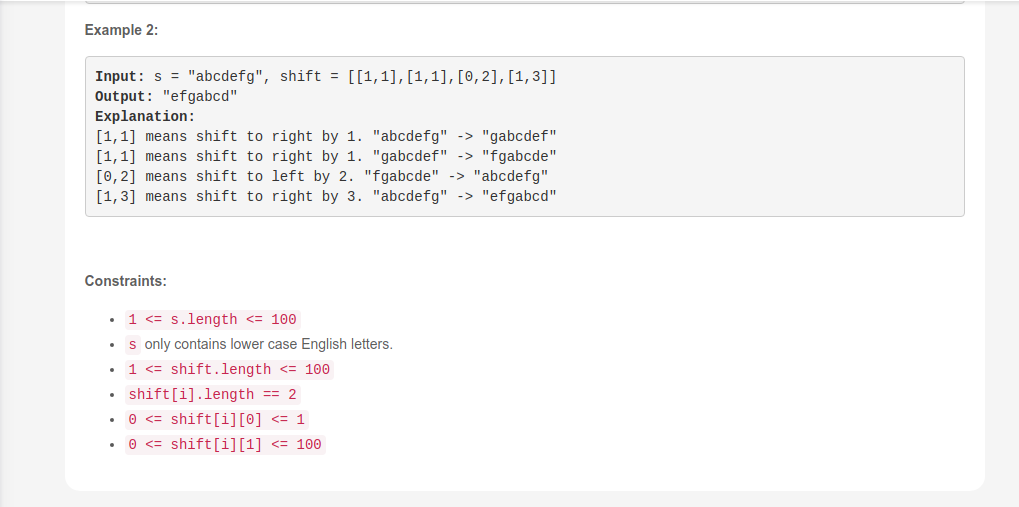 Example 2:
Input: s = "abcdefg", shift = [[1,1],[1,1],[0,2],[1,3]]
Output: "efgabcd"
Explanation:
[1,1] means shift to right by 1. "abcdefg" -> "gabcdef"
[1,1] means shift to right by 1. "gabcdef" -> "fgabcde"
[0,2] means shift to left by 2. "fgabcde" -> "abcdefg"
[1,3] means shift to right by 3. "abcdefg" -> "efgabcd"
Constraints:
• 1 <= s.length <= 100
• s only contains lower case English letters.
• 1 <= shift.length <= 100
• shift[i].length == 2
• 0 <= shift[i][0] <= 1
• 0 <= shift[i][1] <= 100